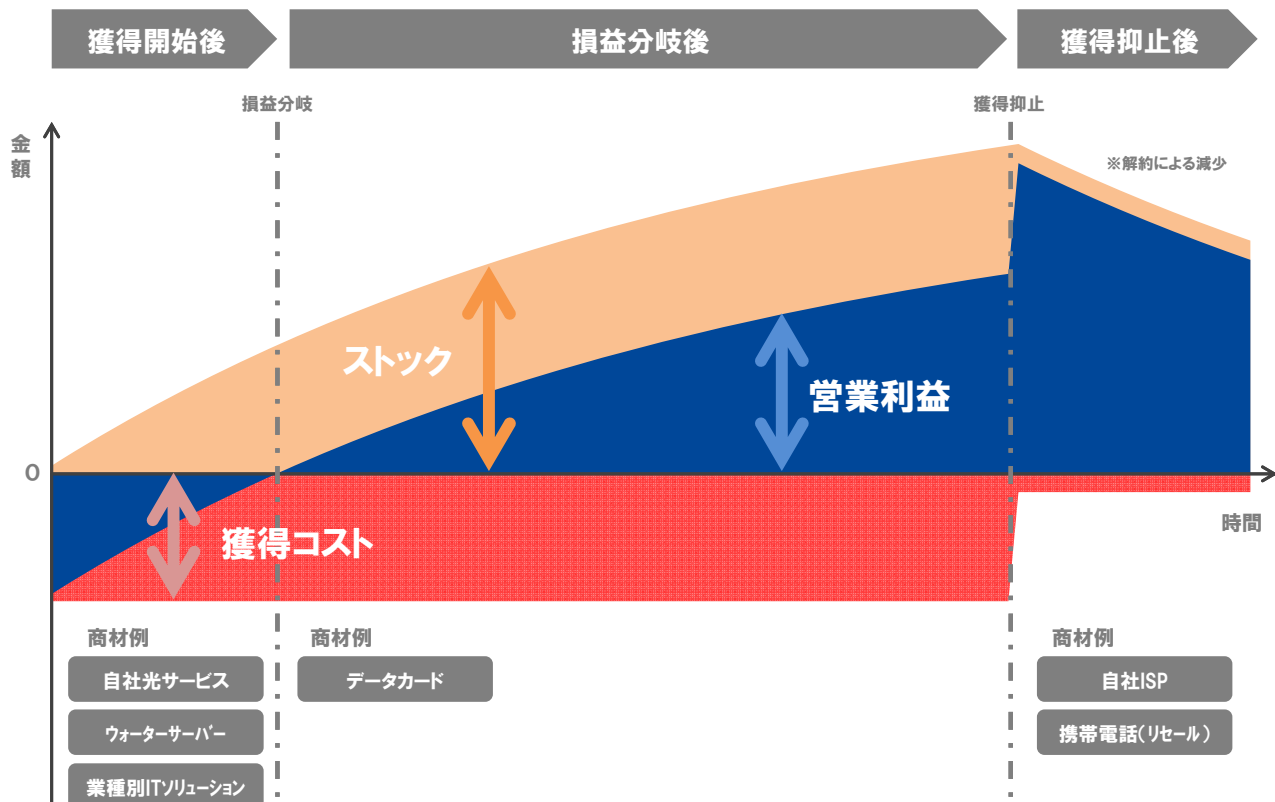 獲得開始後
損益分岐後
獲得抑止後
損益分岐
獲得抑止
金額
※解約による減少
ストック
営業利益
0
時間
獲得コスト
商材例
商材例
商材例
自社光サービス
データカード
自社ISP
ウォーターサーバー
携帯電話(リセール)
業種別ITソリューション